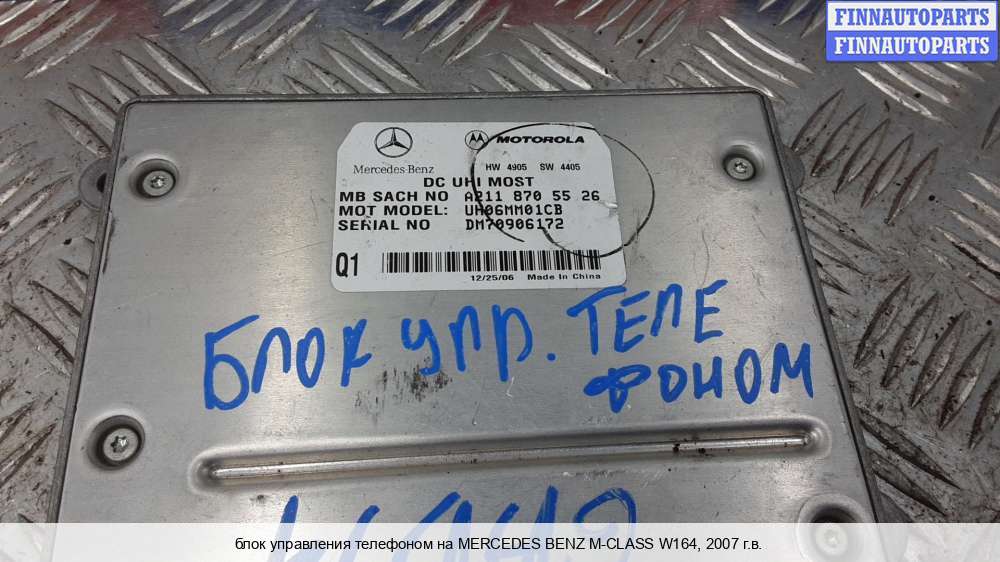 FINNAUTOPARTS
FINNAUTOPARTS
Mercedes-Benz
MOTOROLA
HW 4905 SW 4405
DC UHI MOST
MB SACH NO A211 870 55 26
MOT MODEL: UH06MM01CB
SERIAL NO DM70906172
Q1
12/25/06 Made In China
БЛОК УПР. ТЕЛЕ
ФОНОМ
блок управления телефоном на MERCEDES BENZ M-CLASS W164, 2007 г.в.